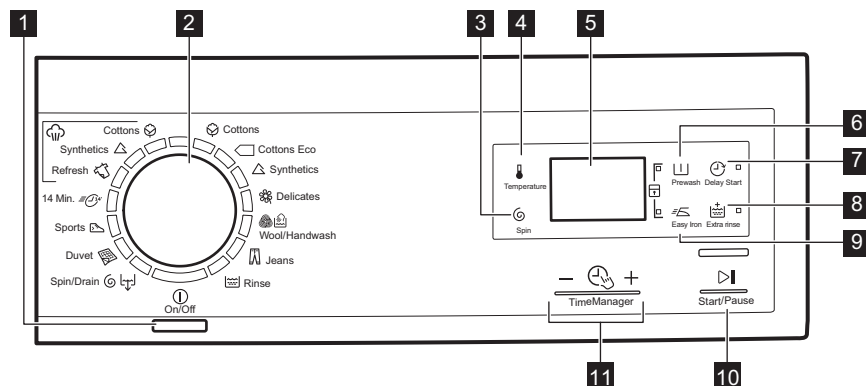 1
2
3
4
5
6
7
8
9
10
11
Cottons
Synthetics
Refresh
14 Min.
Sports
Duvet
Spin/Drain
On/Off
Cottons
Cottons Eco
Synthetics
Delicates
Wool/Handwash
Jeans
Rinse
Temperature
Spin
Prewash
Delay Start
Easy Iron
Extra rinse
TimeManager
Start/Pause